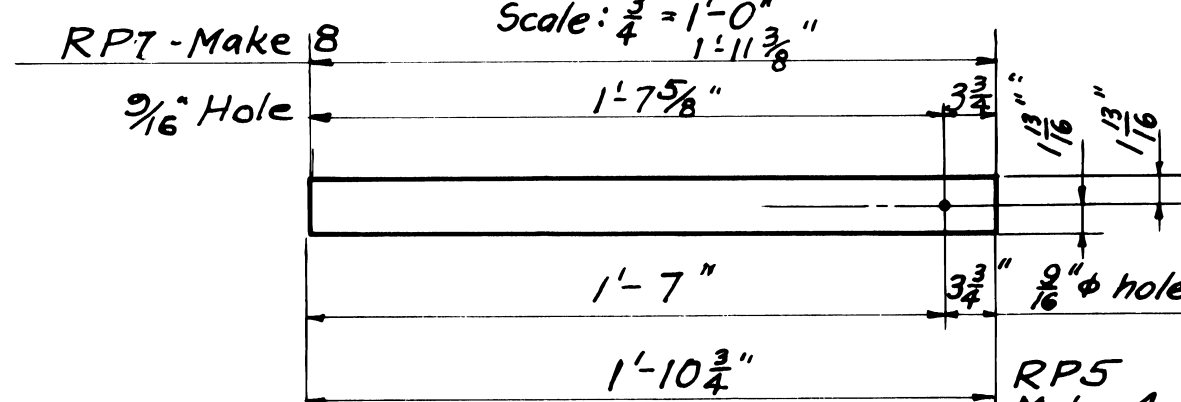 Scale: 3/4 = 1'-0"
RP7 - Make 8
1'-11 3/8"
9/16" Hole
1'-7 5/8"
3 3/4"
1 13/16"
1 13/16"
1'-7"
3 3/4"
9/16" φ hole
1'-10 3/4"
RP5